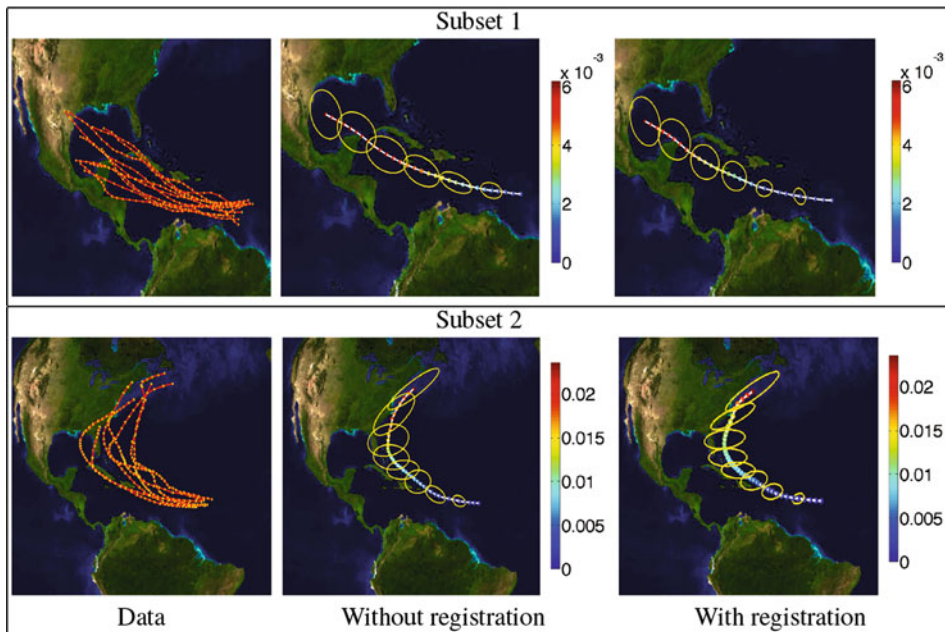 Subset 1
x 10 -3
6
4
2
0
x 10 -3
6
4
2
0
Subset 2
0.02
0.015
0.01
0.005
0
0.02
0.015
0.01
0.005
0
Data
Without registration
With registration